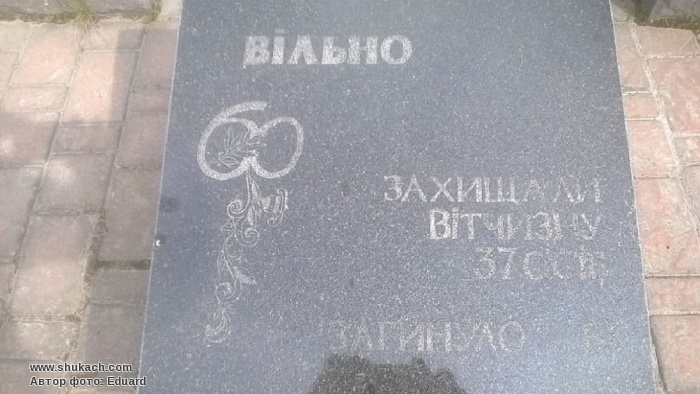 Вільно
60
ЗАХИЩАЛИ
ВІТЧИЗНУ
37 ОСІБ
ЗАГИНУЛО
www.shukach.com
Автор фото: Eduard